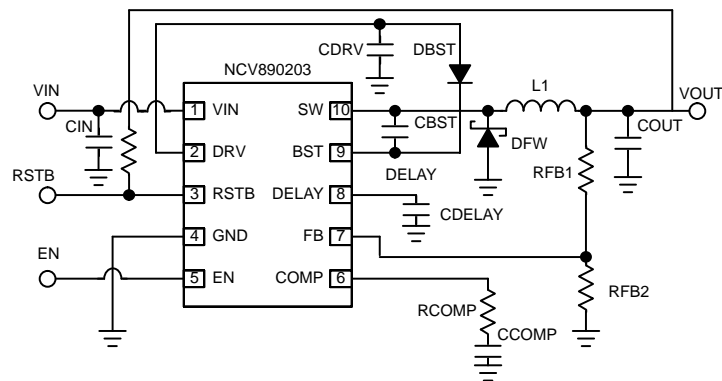 CDRV
DBST
NCV890203
VIN
L1
VOUT
1
VIN
SW
10
CIN
CBST
COUT
2
DRV
BST
9
DFW
RSTB
DELAY
RFB1
3
RSTB
DELAY
8
CDELAY
4
GND
FB
7
EN
5
EN
COMP
6
RFB2
RCOMP
CCOMP